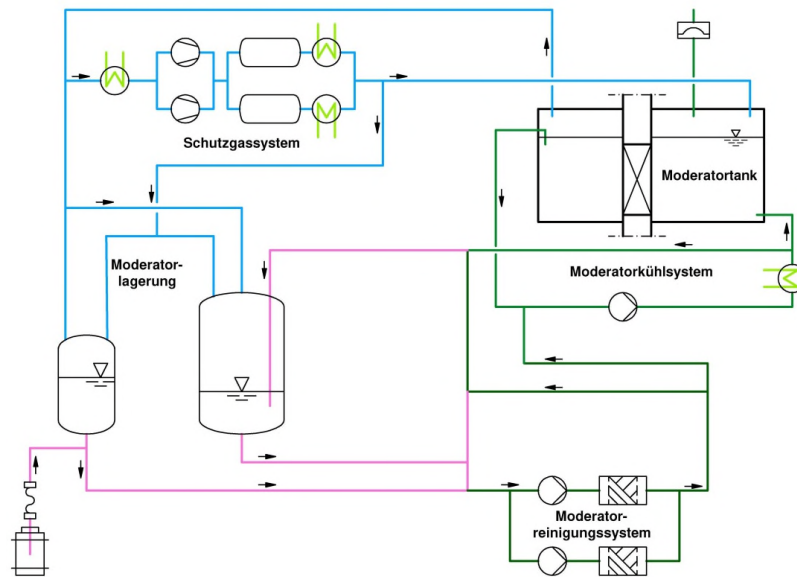 Schutzgassystem
Moderatortank
Moderator-
lagerung
Moderatorkühlsystem
Moderator-
reinigungssystem